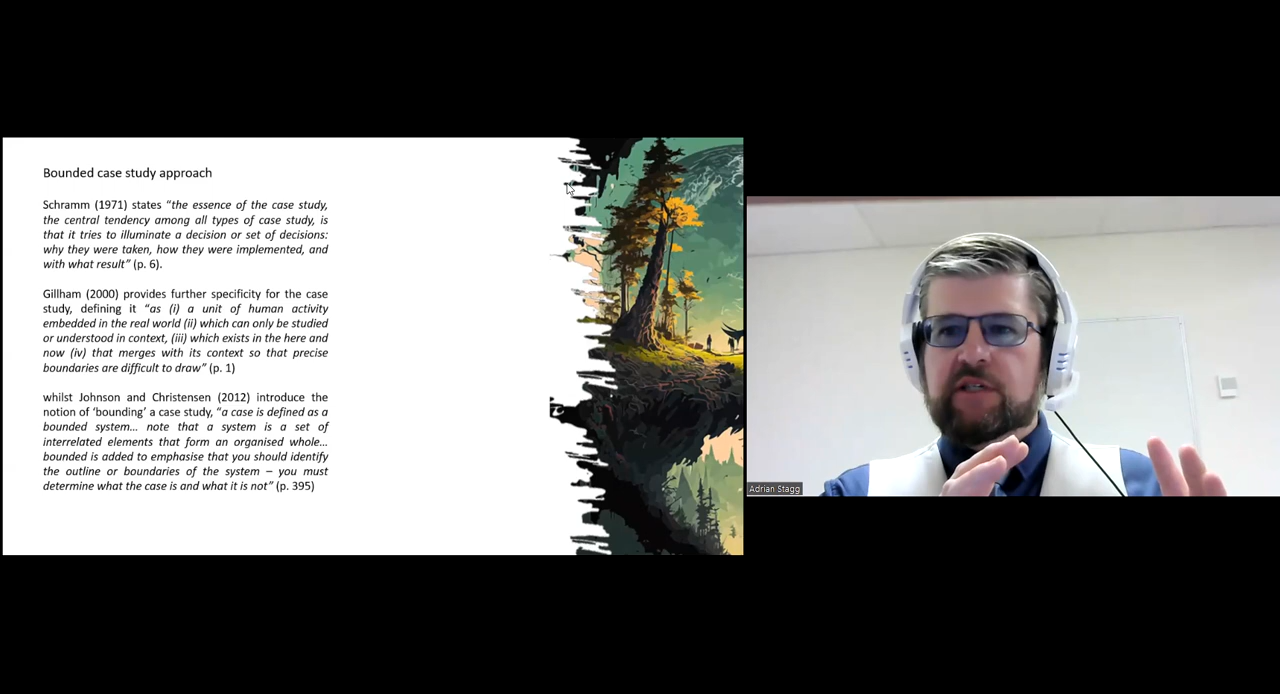 Bounded case study approach
Schramm (1971) states “the essence of the case study,
the central tendency among all types of case study, is
that it tries to illuminate a decision or set of decisions:
why they were taken, how they were implemented, and
with what result” (p. 6).
Gillham (2000) provides further specificity for the case
study, defining it “as (i) a unit of human activity
embedded in the real world (ii) which can only be studied
or understood in context, (iii) which exists in the here and
now (iv) that merges with its context so that precise
boundaries are difficult to draw” (p. 1)
whilst Johnson and Christensen (2012) introduce the
notion of ‘bounding’ a case study, “a case is defined as a
bounded system… note that a system is a set of
interrelated elements that form an organised whole…
bounded is added to emphasise that you should identify
the outline or boundaries of the system – you must
determine what the case is and what it is not” (p. 395)
Adrian Stagg